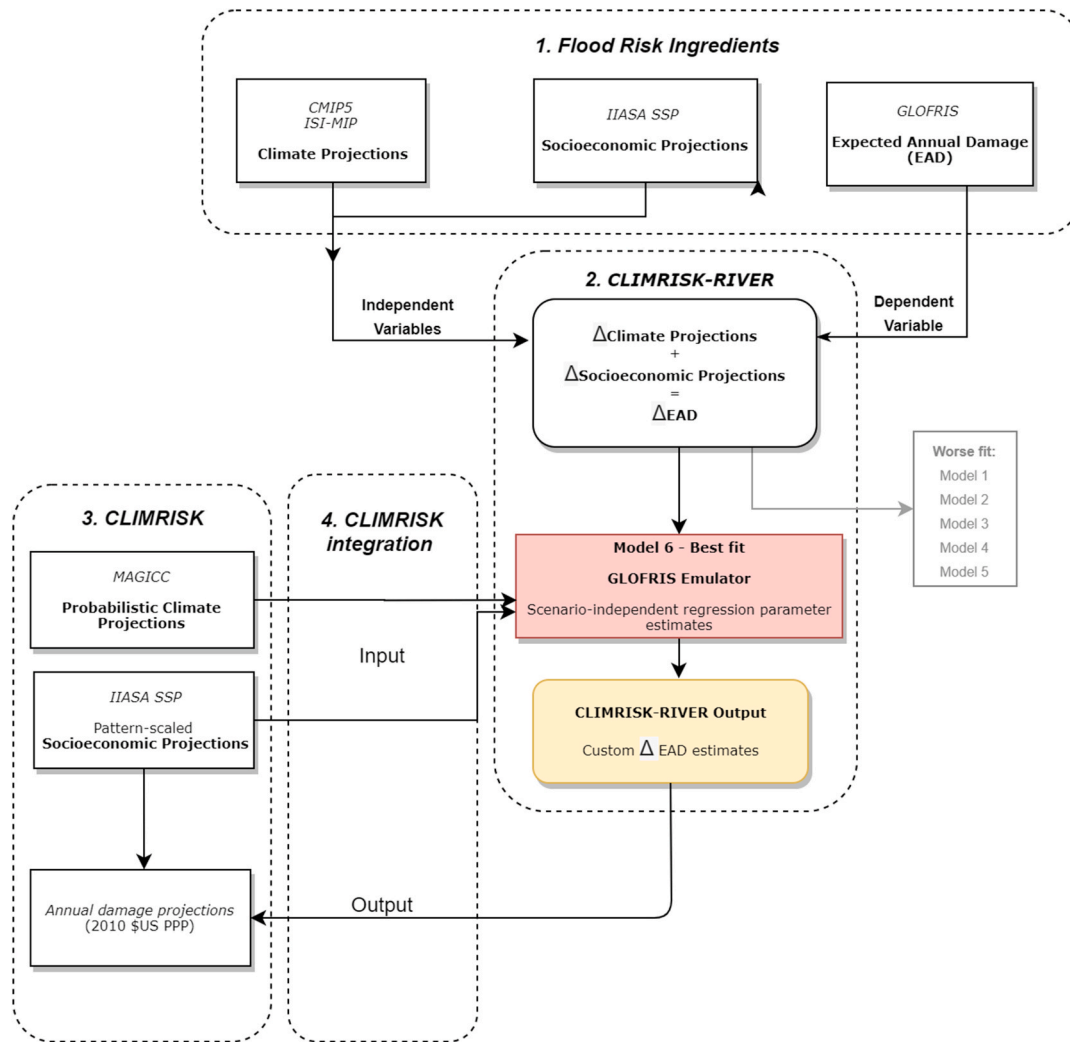 1. Flood Risk Ingredients
CMIP5
ISI-MIP
Climate Projections
IIASA SSP
Socioeconomic Projections
GLOFRIS
Expected Annual Damage
(EAD)
Independent
Variables
2. CLIMRISK-RIVER
Dependent
Variable
ΔClimate Projections
+
ΔSocioeconomic Projections
=
ΔEAD
Worse fit:
Model 1
Model 2
Model 3
Model 4
Model 5
3. CLIMRISK
4. CLIMRISK
integration
MAGICC
Probabilistic Climate
Projections
Model 6 - Best fit
GLOFRIS Emulator
Scenario-independent regression parameter
estimates
Input
IIASA SSP
Pattern-scaled
Socioeconomic Projections
CLIMRISK-RIVER Output
Custom Δ EAD estimates
Annual damage projections
(2010 $US PPP)
Output